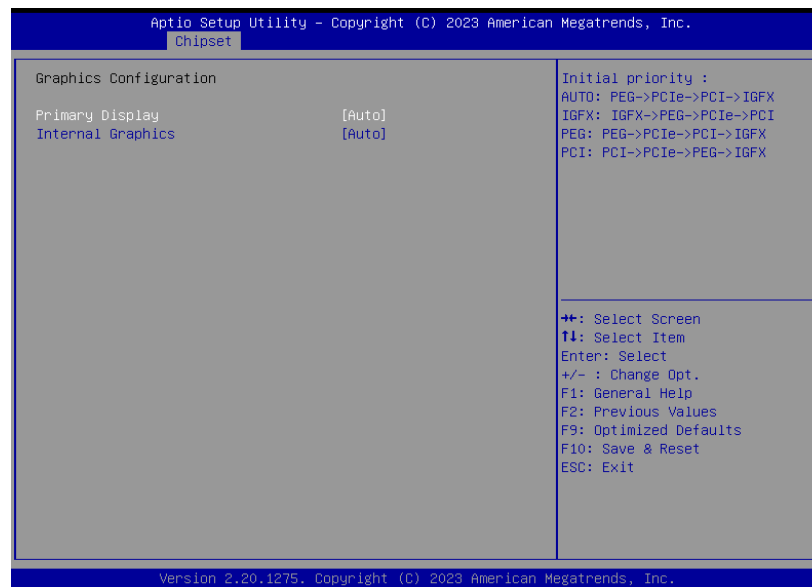 Aptio Setup Utility – Copyright (C) 2023 American Megatrends, Inc.
Chipset
Graphics Configuration
Primary Display [Auto]
Internal Graphics [Auto]
Initial priority :
AUTO: PEG->PCIe->PCI->IGFX
IGFX: IGFX->PEG->PCIe->PCI
PEG: PEG->PCIe->PCI->IGFX
PCI: PCI->PCIe->PEG->IGFX
→←: Select Screen
↑↓: Select Item
Enter: Select
+/- : Change Opt.
F1: General Help
F2: Previous Values
F9: Optimized Defaults
F10: Save & Reset
ESC: Exit
Version 2.20.1275. Copyright (C) 2023 American Megatrends, Inc.